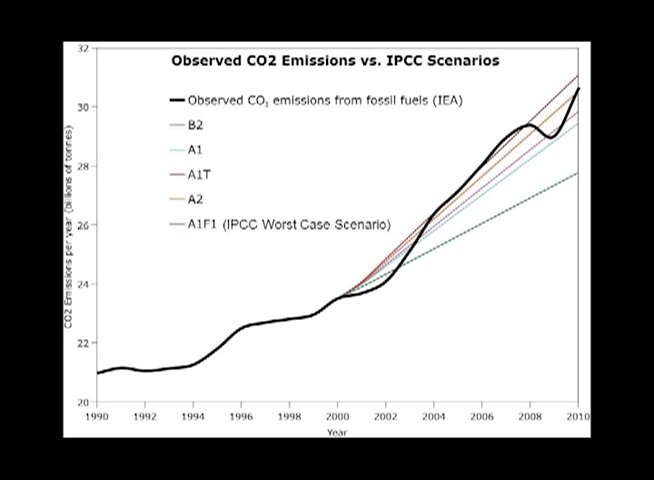 Observed CO2 Emissions vs. IPCC Scenarios
Observed CO₂ emissions from fossil fuels (IEA)
B2
A1
A1T
A2
A1F1 (IPCC Worst Case Scenario)
CO2 Emissions per year (billions of tonnes)
32
30
28
26
24
22
20
1990 1992 1994 1996 1998 2000 2002 2004 2006 2008 2010
Year